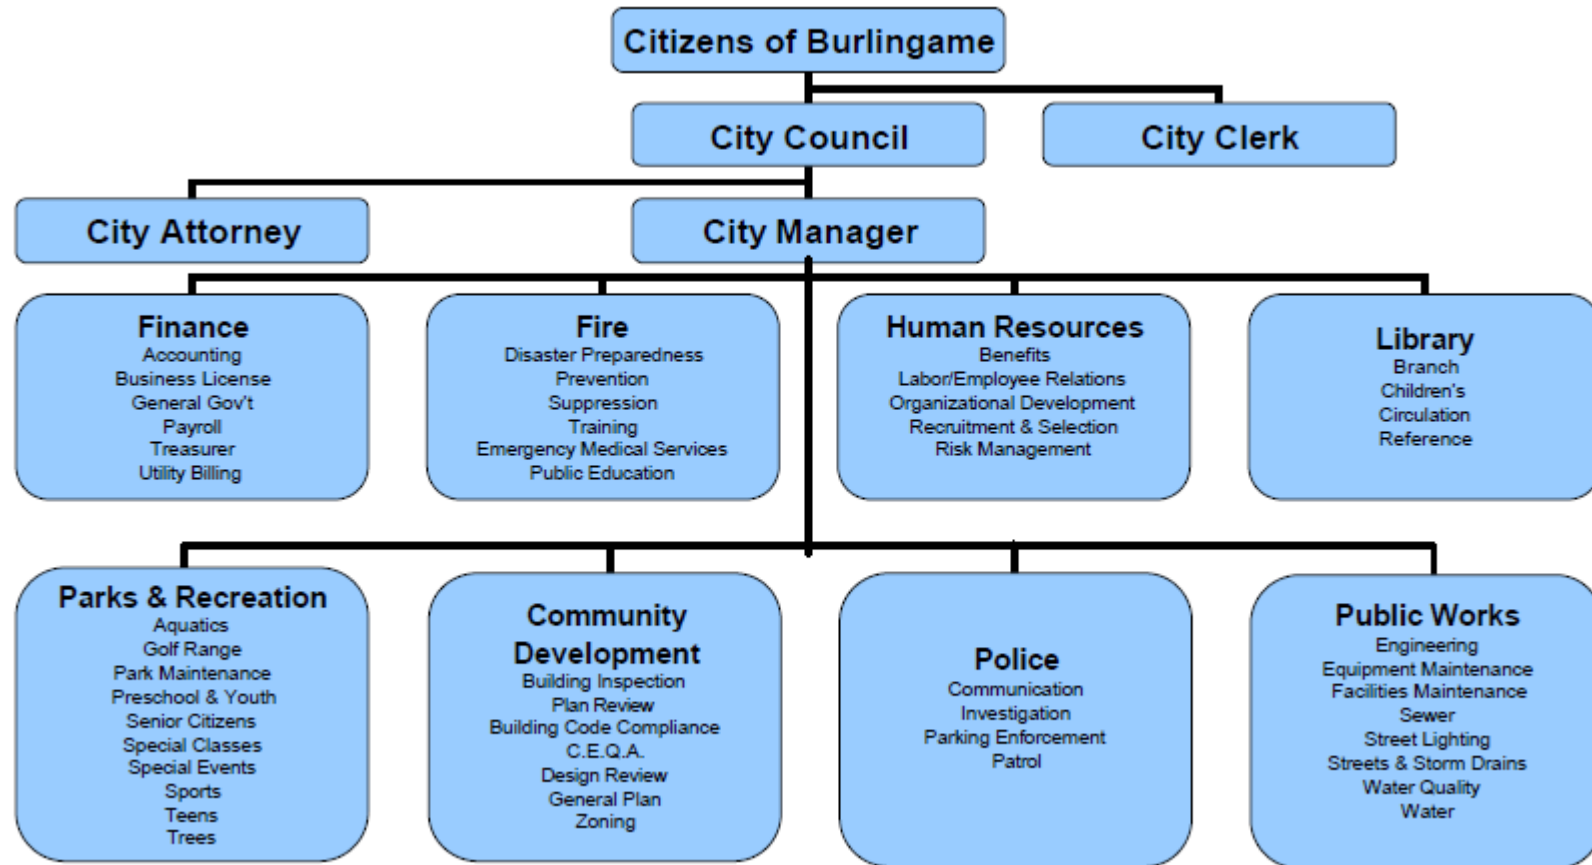 Citizens of Burlingame
City Council
City Clerk
City Attorney
City Manager
Finance
Accounting
Business License
General Gov't
Payroll
Treasurer
Utility Billing
Fire
Disaster Preparedness
Prevention
Suppression
Training
Emergency Medical Services
Public Education
Human Resources
Benefits
Labor/Employee Relations
Organizational Development
Recruitment & Selection
Risk Management
Library
Branch
Children's
Circulation
Reference
Parks & Recreation
Aquatics
Golf Range
Park Maintenance
Preschool & Youth
Senior Citizens
Special Classes
Special Events
Sports
Teens
Trees
Community
Development
Building Inspection
Plan Review
Building Code Compliance
C.E.Q.A.
Design Review
General Plan
Zoning
Police
Communication
Investigation
Parking Enforcement
Patrol
Public Works
Engineering
Equipment Maintenance
Facilities Maintenance
Sewer
Street Lighting
Streets & Storm Drains
Water Quality
Water